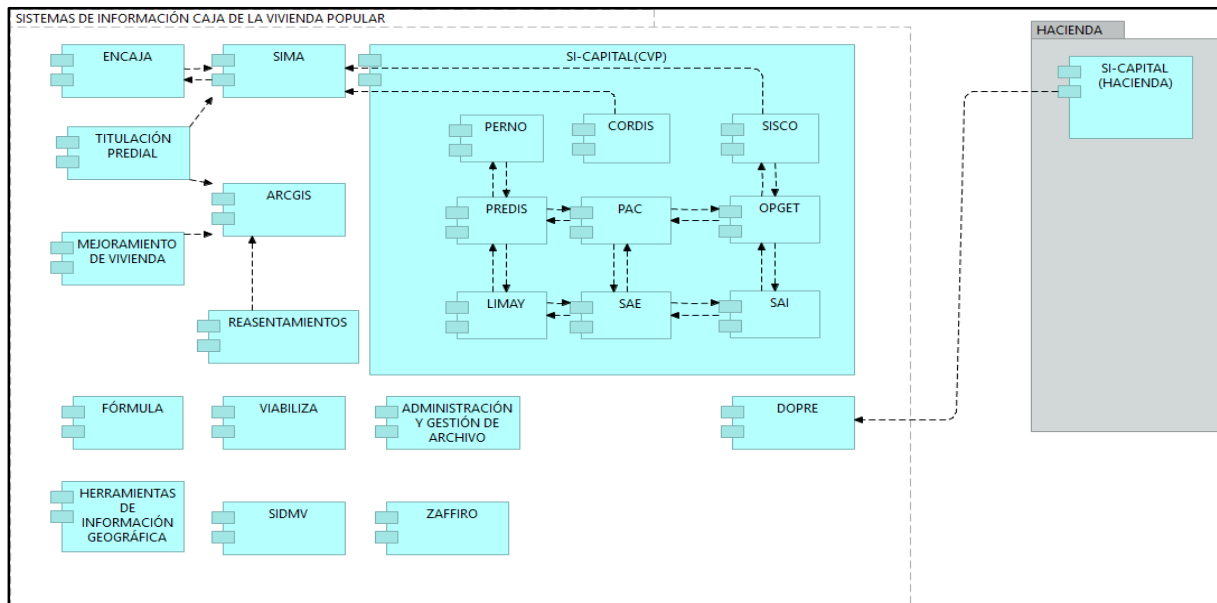 SISTEMAS DE INFORMACIÓN CAJA DE LA VIVIENDA POPULAR
HACIENDA
ENCAJA
SIMA
SI-CAPITAL(CVP)
SI-CAPITAL
(HACIENDA)
TITULACIÓN
PREDIAL
PERNO
CORDIS
SISCO
ARCGIS
PREDIS
PAC
OPGET
MEJORAMIENTO
DE VIVIENDA
REASENTAMIENTOS
LIMAY
SAE
SAI
FÓRMULA
VIABILIZA
ADMINISTRACIÓN
Y GESTIÓN DE
ARCHIVO
DOPRE
HERRAMIENTAS
DE
INFORMACIÓN
GEOGRÁFICA
SIDMV
ZAFFIRO